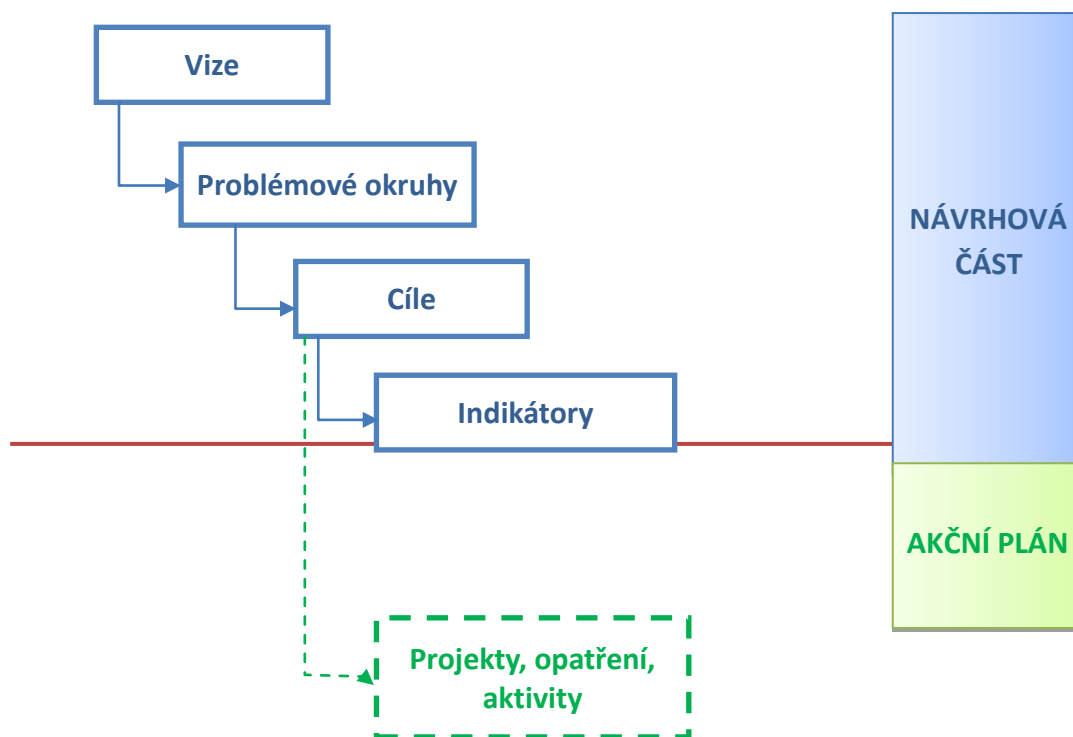 Vize
Problémové okruhy
NÁVRHOVÁ
ČÁST
Cíle
Indikátory
AKČNÍ PLÁN
Projekty, opatření,
aktivity